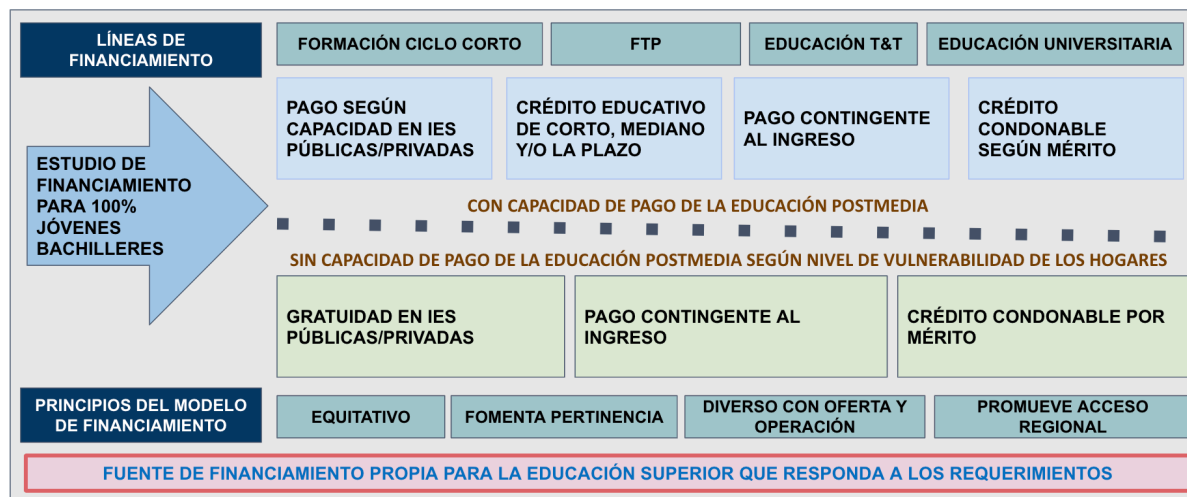 LÍNEAS DE
FINANCIAMIENTO
FORMACIÓN CICLO CORTO
FTP
EDUCACIÓN T&T
EDUCACIÓN UNIVERSITARIA
ESTUDIO DE
FINANCIAMIENTO
PARA 100%
JÓVENES
BACHILLERES
PAGO SEGÚN
CAPACIDAD EN IES
PÚBLICAS/PRIVADAS
CRÉDITO EDUCATIVO
DE CORTO, MEDIANO
Y/O LA PLAZO
PAGO CONTINGENTE
AL INGRESO
CRÉDITO
CONDONABLE
SEGÚN MÉRITO
CON CAPACIDAD DE PAGO DE LA EDUCACIÓN POSTMEDIA
SIN CAPACIDAD DE PAGO DE LA EDUCACIÓN POSTMEDIA SEGÚN NIVEL DE VULNERABILIDAD DE LOS HOGARES
GRATUIDAD EN IES
PÚBLICAS/PRIVADAS
PAGO CONTINGENTE AL
INGRESO
CRÉDITO CONDONABLE POR
MÉRITO
PRINCIPIOS DEL MODELO
DE FINANCIAMIENTO
EQUITATIVO
FOMENTA PERTINENCIA
DIVERSO CON OFERTA Y
OPERACIÓN
PROMUEVE ACCESO
REGIONAL
FUENTE DE FINANCIAMIENTO PROPIA PARA LA EDUCACIÓN SUPERIOR QUE RESPONDA A LOS REQUERIMIENTOS